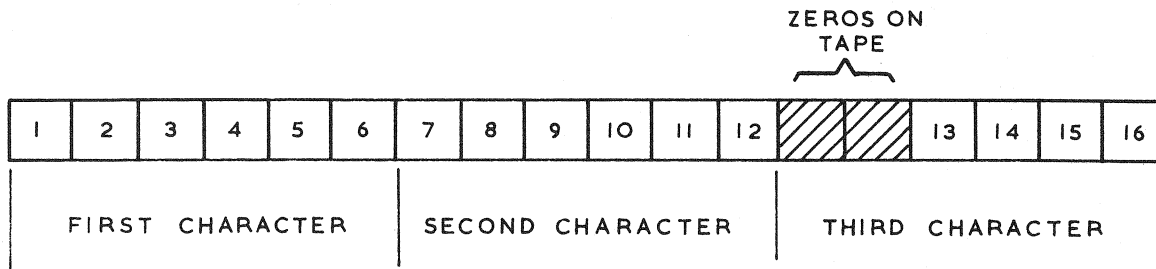 ZEROS ON
TAPE
1 2 3 4 5 6 7 8 9 10 11 12 13 14 15 16
FIRST CHARACTER SECOND CHARACTER THIRD CHARACTER